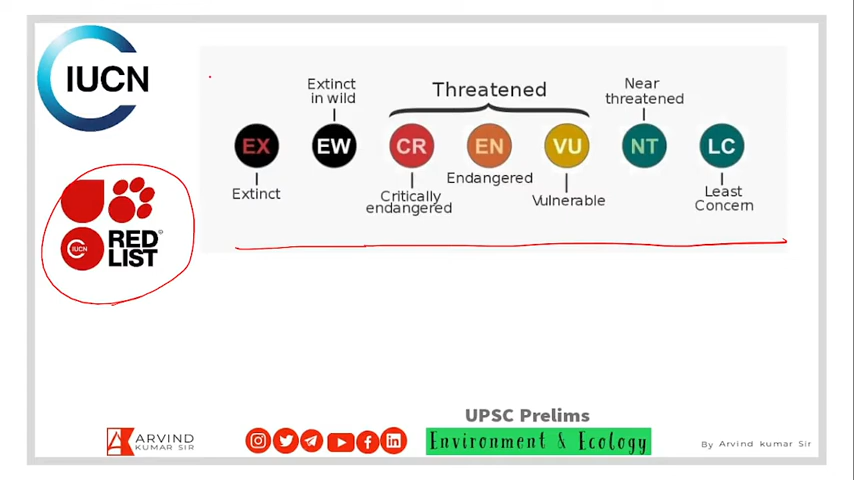 IUCN
Extinct
in wild
Threatened
Near
threatened
EX
EW
CR
EN
VU
NT
LC
Extinct
Critically
endangered
Endangered
Vulnerable
Least
Concern
IUCN
RED
LIST
UPSC Prelims
Environment & Ecology
ARVIND
KUMAR SIR
By Arvind kumar Sir